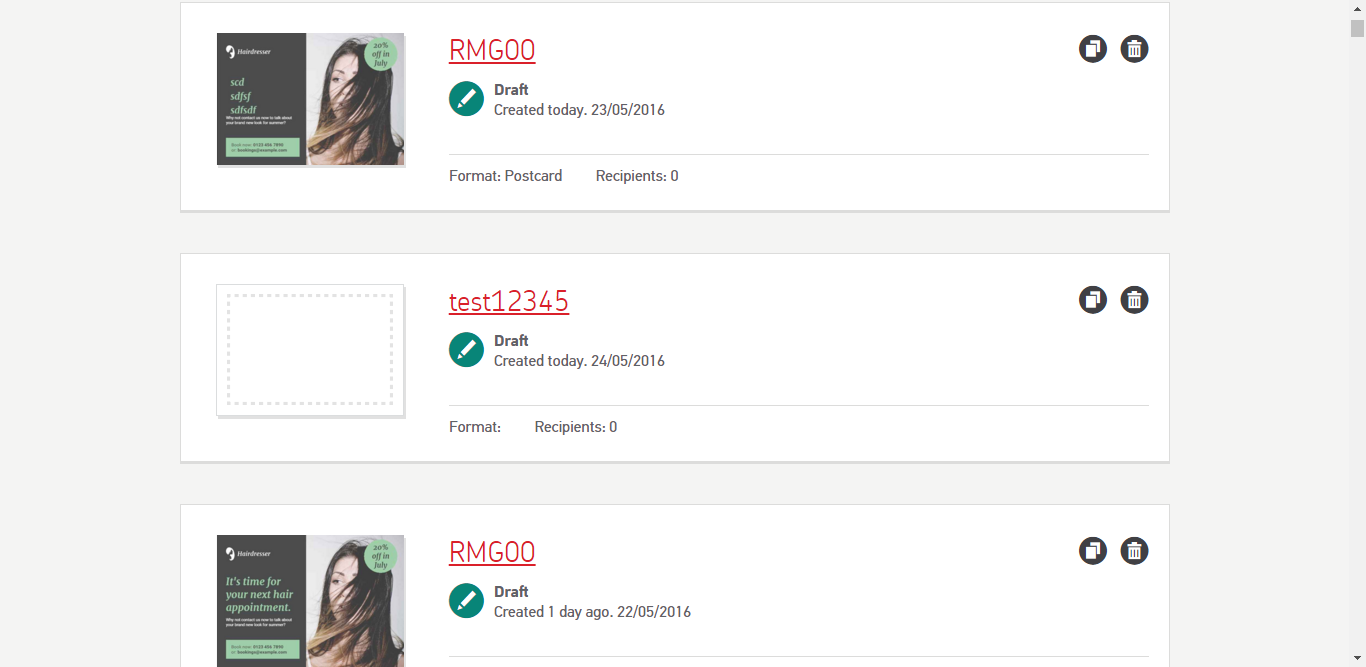 Hairdresser
20%
off in
July
scd
sdfsf
sdfsdf
Why not contact us now to talk about
your brand new look for summer?
Book now: 0123 456 7890
or: bookings@example.com
RMG00
Draft
Created today. 23/05/2016
Format: Postcard Recipients: 0
test12345
Draft
Created today. 24/05/2016
Format: Recipients: 0
Hairdresser
20%
off in
July
It's time for
your next hair
appointment.
Why not contact us now to talk about
your brand new look for summer?
Book now: 0123 456 7890
or: bookings@example.com
RMG00
Draft
Created 1 day ago. 22/05/2016